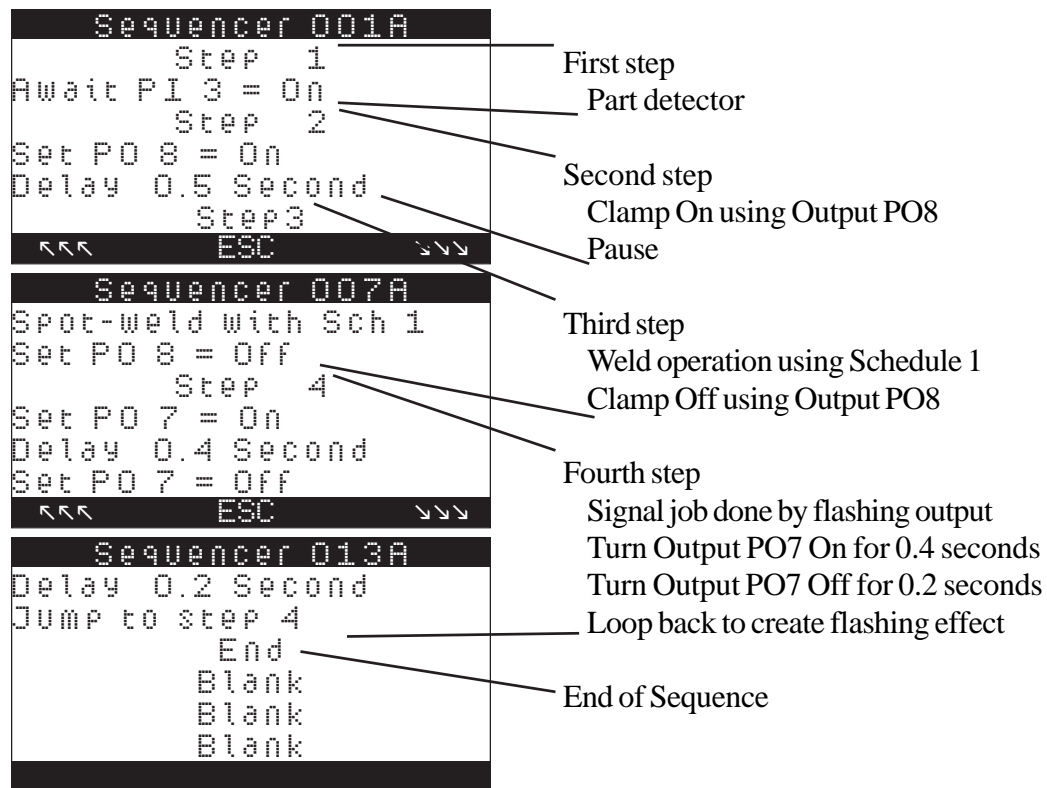 Sequencer 001A
Step 1
Await PI 3 = On
Step 2
Set PO 8 = On
Delay 0.5 Second
Step3
↖↖↖ ESC ↘↘↘
Sequencer 007A
Spot-weld with Sch 1
Set PO 8 = Off
Step 4
Set PO 7 = On
Delay 0.4 Second
Set PO 7 = Off
↖↖↖ ESC ↘↘↘
Sequencer 013A
Delay 0.2 Second
Jump to step 4
End
Blank
Blank
Blank
First step
Part detector
Second step
Clamp On using Output PO8
Pause
Third step
Weld operation using Schedule 1
Clamp Off using Output PO8
Fourth step
Signal job done by flashing output
Turn Output PO7 On for 0.4 seconds
Turn Output PO7 Off for 0.2 seconds
Loop back to create flashing effect
End of Sequence